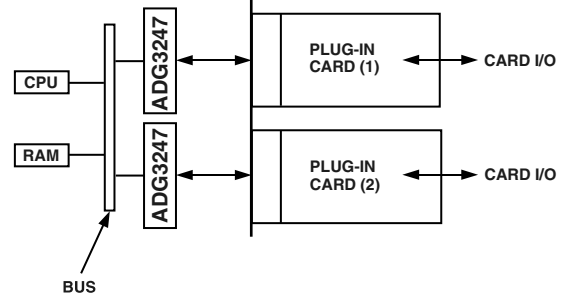 CPU
RAM
BUS
ADG3247
ADG3247
PLUG-IN
CARD (1)
CARD I/O
PLUG-IN
CARD (2)
CARD I/O